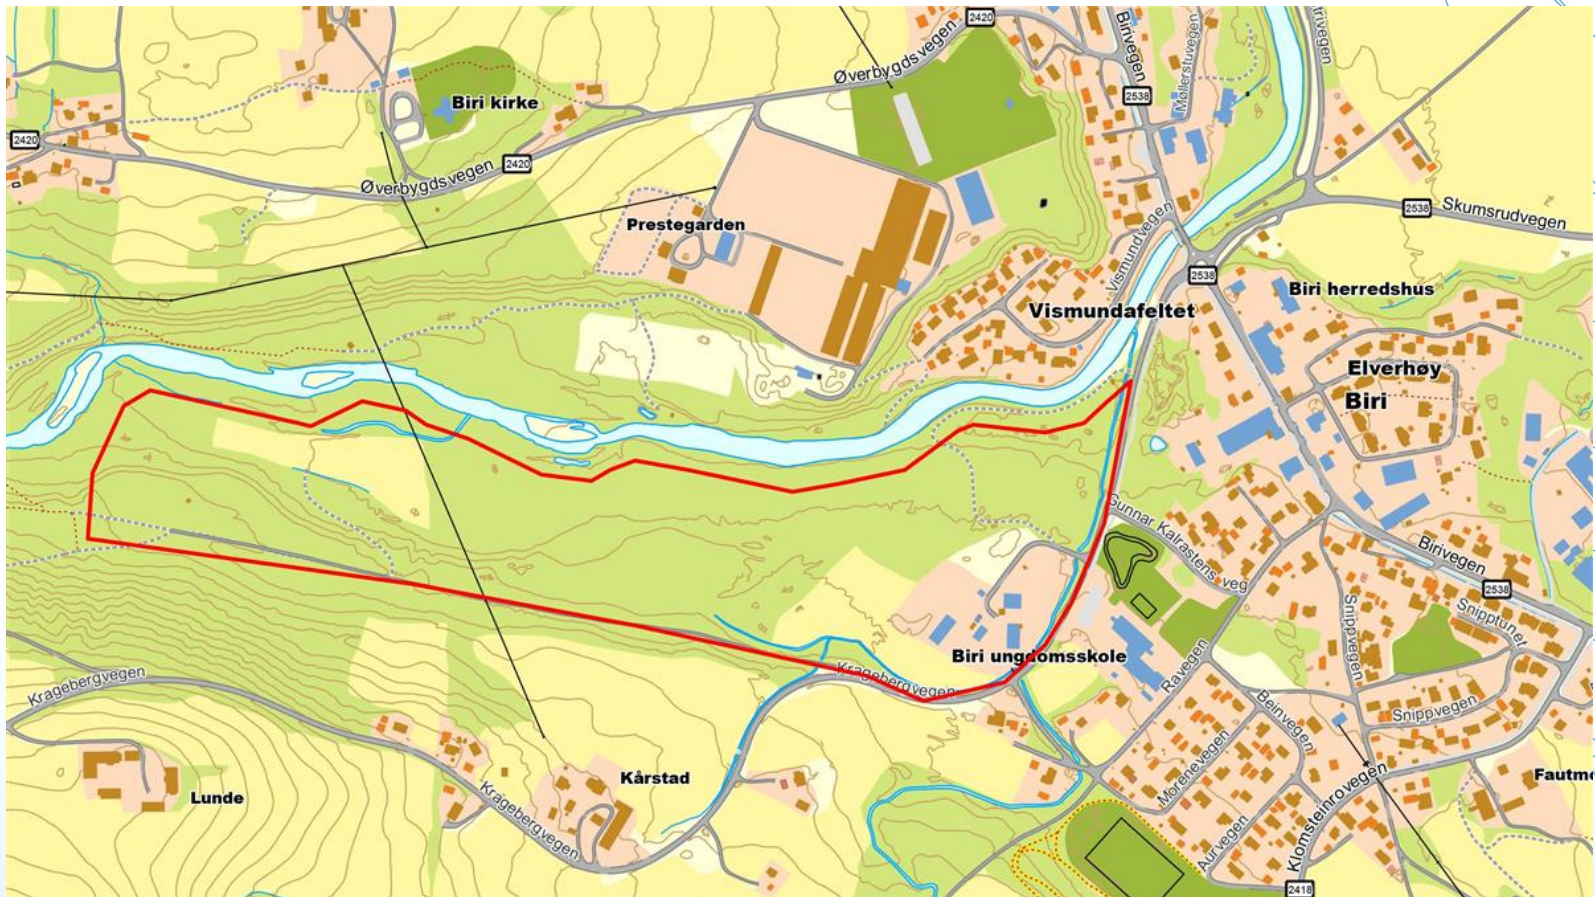 2420
Øverbygdsvegen
Birivegen
Møllerstuvegen
Biri kirke
2538
2420
2420
Øverbygdsvegen
Prestegarden
2538
Skumsrudvegen
Vismundvegen
2538
Biri herredshus
Vismundafeltet
Elverhøy
Biri
Gunnar Kalrastens veg
Birivegen
2538
Snippvegen
Snipptunet
Biri ungdomsskole
Kragebergvegen
Ravegen
Kragebergvegen
Beinvegen
Snippvegen
Morenevegen
Kårstad
Lunde
Kragebergvegen
Fautm
Aurvegen
Klomsteinrovegen
2418